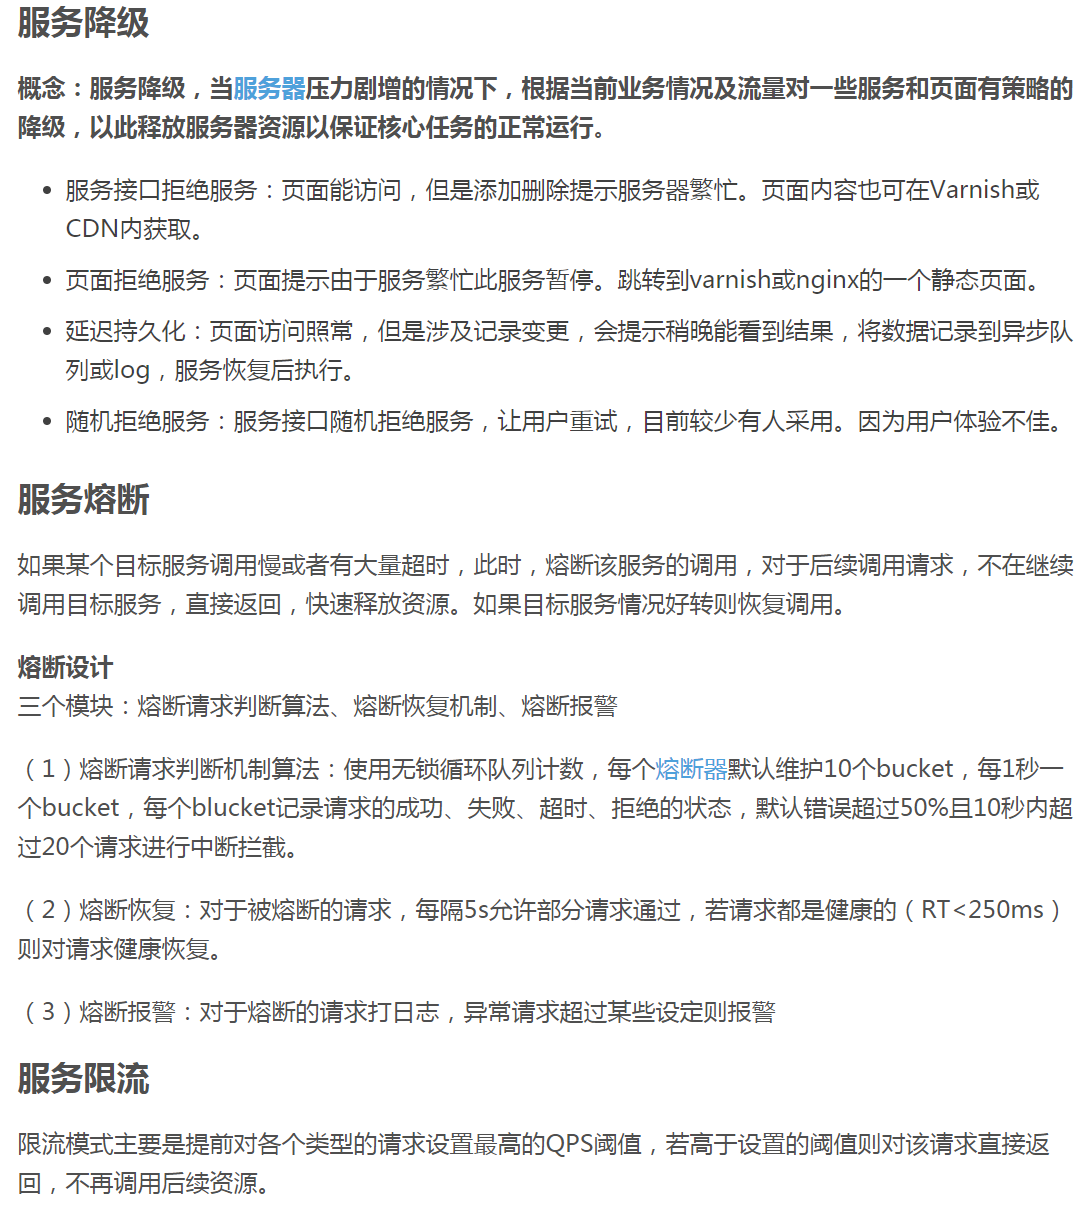 服务降级
概念：服务降级，当服务器压力剧增的情况下，根据当前业务情况及流量对一些服务和页面有策略的
降级，以此释放服务器资源以保证核心任务的正常运行。
服务接口拒绝服务：页面能访问，但是添加删除提示服务器繁忙。页面内容也可在Varnish或
CDN内获取。
页面拒绝服务：页面提示由于服务繁忙此服务暂停。跳转到varnish或nginx的一个静态页面。
延迟持久化：页面访问照常，但是涉及记录变更，会提示稍晚能看到结果，将数据记录到异步队
列或log，服务恢复后执行。
随机拒绝服务：服务接口随机拒绝服务，让用户重试，目前较少有人采用。因为用户体验不佳。
服务熔断
如果某个目标服务调用慢或者有大量超时，此时，熔断该服务的调用，对于后续调用请求，不在继续
调用目标服务，直接返回，快速释放资源。如果目标服务情况好转则恢复调用。
熔断设计
三个模块：熔断请求判断算法、熔断恢复机制、熔断报警
（1）熔断请求判断机制算法：使用无锁循环队列计数，每个熔断器默认维护10个bucket，每1秒一
个bucket，每个blucket记录请求的成功、失败、超时、拒绝的状态，默认错误超过50%且10秒内超
过20个请求进行中断拦截。
（2）熔断恢复：对于被熔断的请求，每隔5s允许部分请求通过，若请求都是健康的（RT<250ms）
则对请求健康恢复。
（3）熔断报警：对于熔断的请求打日志，异常请求超过某些设定则报警
服务限流
限流模式主要是提前对各个类型的请求设置最高的QPS阈值，若高于设置的阈值则对该请求直接返
回，不再调用后续资源。